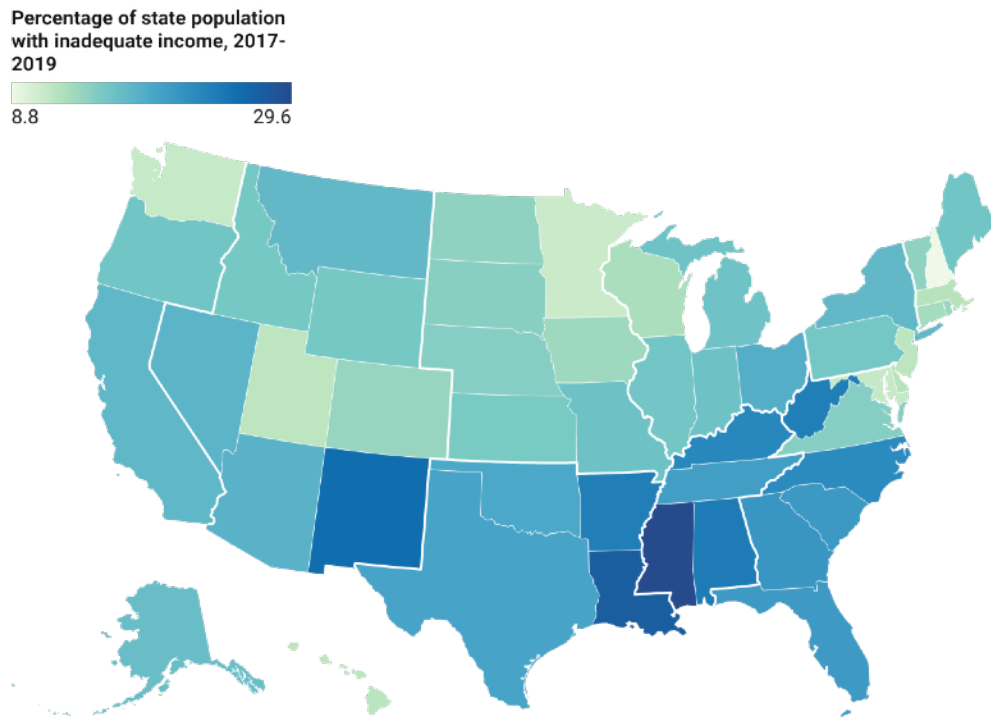 Percentage of state population
with inadequate income, 2017-
2019
8.8 29.6